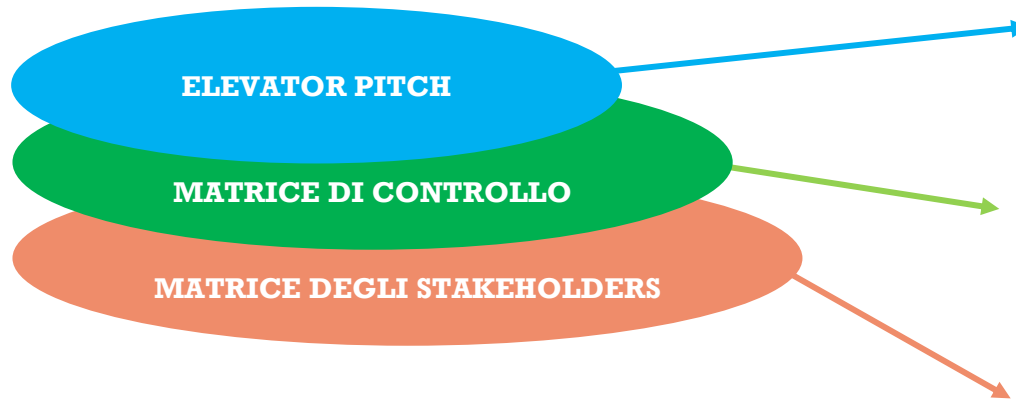 ELEVATOR PITCH
MATRICE DI CONTROLLO
MATRICE DEGLI STAKEHOLDERS